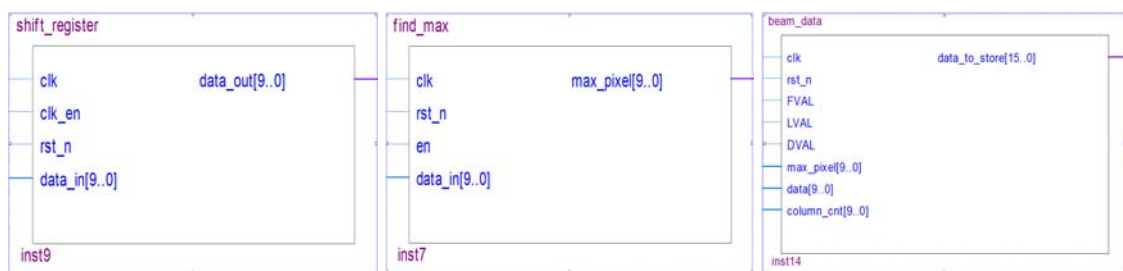 shift_register
clk data_out[9..0]
clk_en
rst_n
data_in[9..0]
inst9
find_max
clk max_pixel[9..0]
rst_n
en
data_in[9..0]
inst7
beam_data
clk data_to_store[15..0]
rst_n
FVAL
LVAL
DVAL
max_pixel[9..0]
data[9..0]
column_cnt[9..0]
inst14